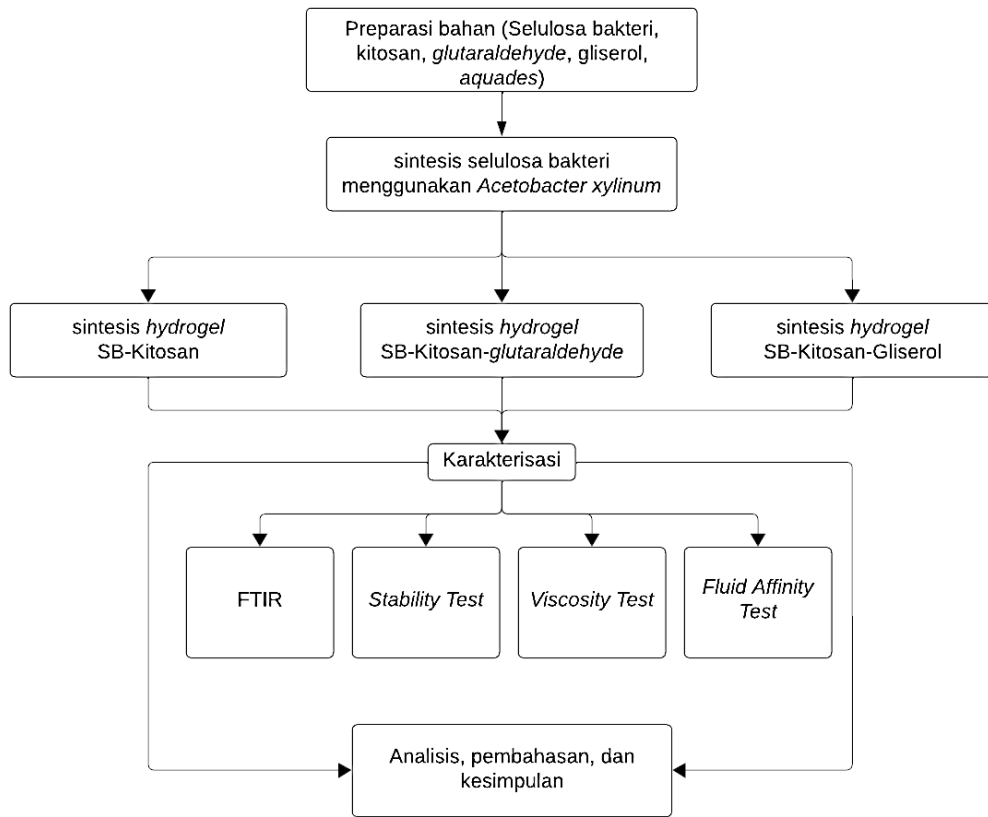 Preparasi bahan (Selulosa bakteri,
kitosan, glutaraldehyde, gliserol,
aquades)
sintesis selulosa bakteri
menggunakan Acetobacter xylinum
sintesis hydrogel
SB-Kitosan
sintesis hydrogel
SB-Kitosan-glutaraldehyde
sintesis hydrogel
SB-Kitosan-Gliserol
Karakterisasi
FTIR
Stability Test
Viscosity Test
Fluid Affinity
Test
Analisis, pembahasan, dan
kesimpulan